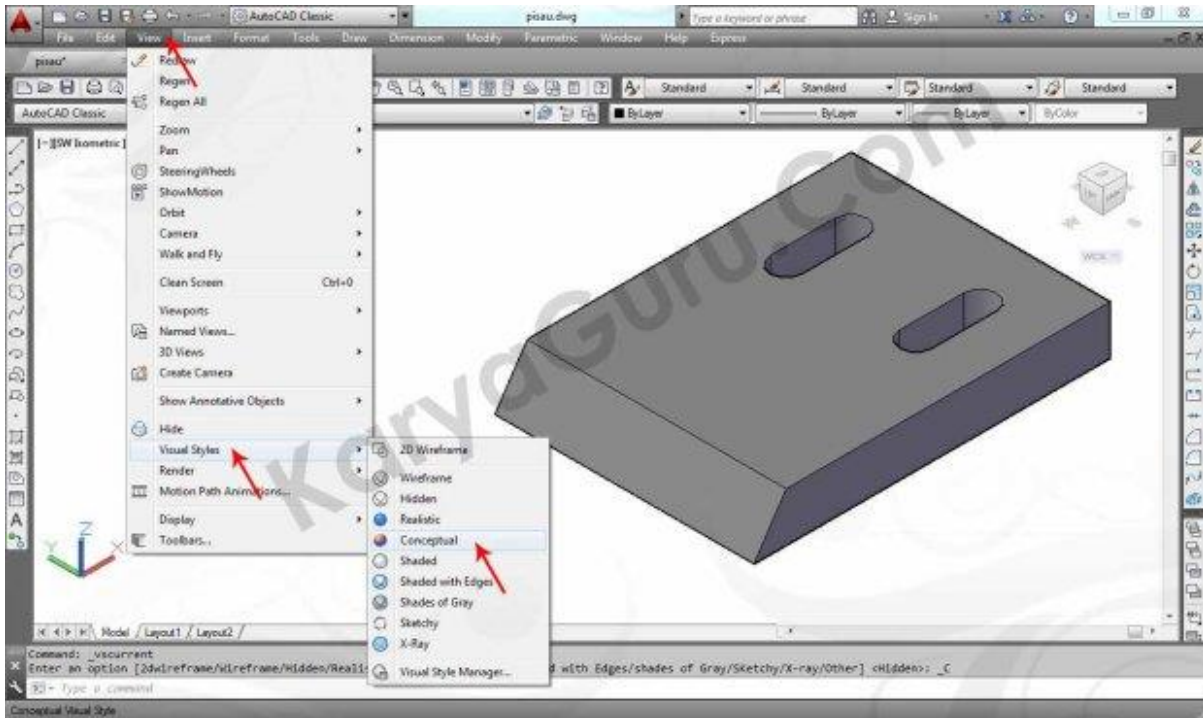 AutoCAD Classic
pisau.dwg
Type a keyword or phrase
Sign In
File Edit View Insert Format Tools Draw Dimension Modify Parametric Window Help Express
pisau*
Standard Standard Standard Standard
AutoCAD Classic ByLayer ByLayer ByLayer ByColor
[-][SW Isometric]
Redraw
Regen
Regen All
Zoom
Pan
SteeringWheels
ShowMotion
Orbit
Camera
Walk and Fly
Clean Screen Ctrl+0
Viewports
Named Views...
3D Views
Create Camera
Show Annotative Objects
Hide
Visual Styles
Render
Motion Path Animations...
Display
Toolbars...
2D Wireframe
Wireframe
Hidden
Realistic
Conceptual
Shaded
Shaded with Edges
Shades of Gray
Sketchy
X-Ray
Visual Style Manager...
KaryaGuru.Com
WCS
Z
X
Y
Model Layout1 Layout2
Command: _vscurrent
Enter an option [2dwireframe/Wireframe/Hidden/Realis d with Edges/shades of Gray/SKetchy/X-ray/Other] <Hidden>: _C
Type a command
Conceptual Visual Style